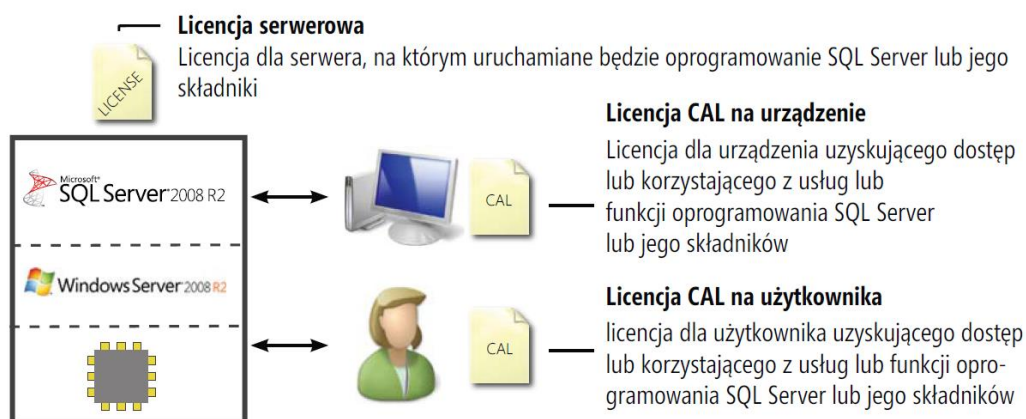 Licencja serwerowa
Licencja dla serwera, na którym uruchamiane będzie oprogramowanie SQL Server lub jego
składniki
LICENSE
Licencja CAL na urządzenie
Licencja dla urządzenia uzyskującego dostęp
lub korzystającego z usług lub
funkcji oprogramowania SQL Server
lub jego składników
Microsoft®
SQL Server® 2008 R2
CAL
Windows Server® 2008 R2
Licencja CAL na użytkownika
licencja dla użytkownika uzyskującego dostęp
lub korzystającego z usług lub funkcji opro-
gramowania SQL Server lub jego składników
CAL